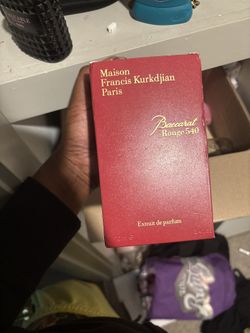 Maison
Francis Kurkdjian
Paris
Baccarat
Rouge 540
Extrait de parfum